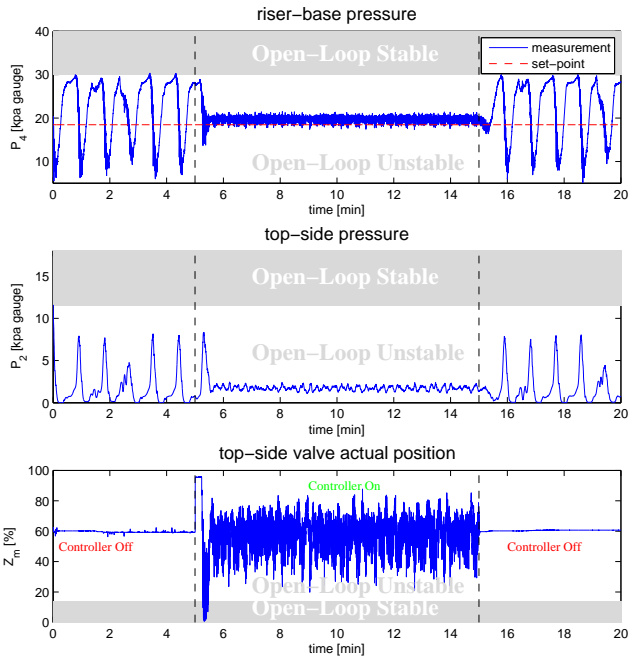 riser-base pressure
40
30
20
10
P4 [kpa gauge]
Open-Loop Stable
measurement
set-point
Open-Loop Unstable
0 2 4 6 8 10 12 14 16 18 20
time [min]
top-side pressure
15
10
5
0
P2 [kpa gauge]
Open-Loop Stable
Open-Loop Unstable
0 2 4 6 8 10 12 14 16 18 20
time [min]
top-side valve actual position
100
80
60
40
20
0
Zm [%]
Controller On
Controller Off
Controller Off
Open-Loop Unstable
Open-Loop Stable
0 2 4 6 8 10 12 14 16 18 20
time [min]